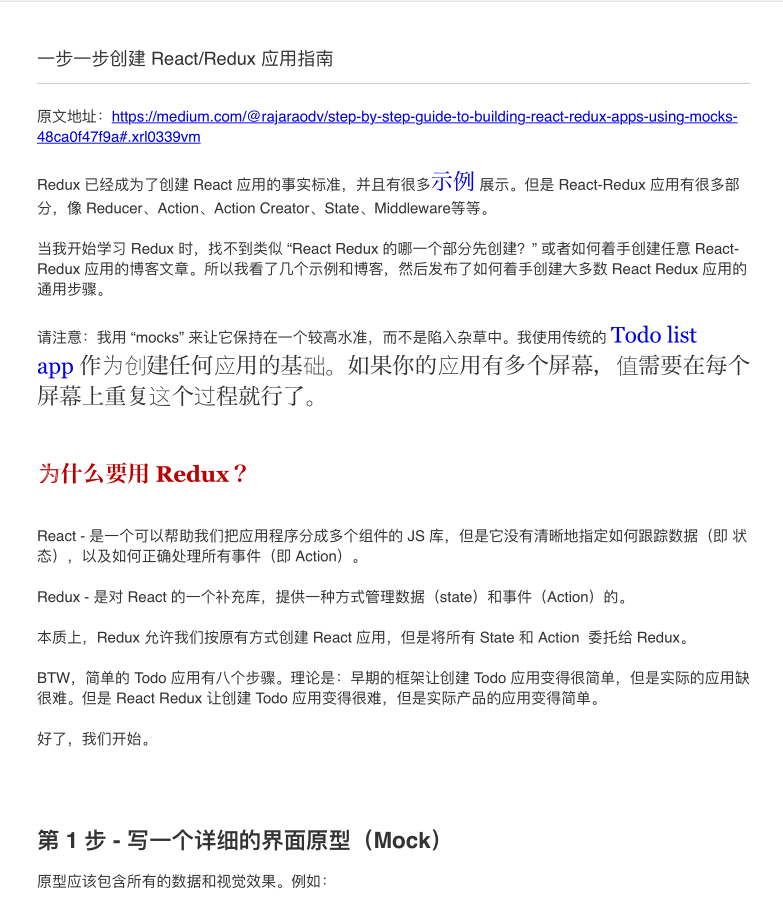 一步一步创建 React/Redux 应用指南
原文地址：https://medium.com/@rajaraodv/step-by-step-guide-to-building-react-redux-apps-using-mocks-
48ca0f47f9a#.xrl0339vm
Redux 已经成为了创建 React 应用的事实标准，并且有很多示例 展示。但是 React-Redux 应用有很多部
分，像 Reducer、Action、Action Creator、State、Middleware等等。
当我开始学习 Redux 时，找不到类似 “React Redux 的哪一个部分先创建？” 或者如何着手创建任意 React-
Redux 应用的博客文章。所以我看了几个示例和博客，然后发布了如何着手创建大多数 React Redux 应用的
通用步骤。
请注意：我用 “mocks” 来让它保持在一个较高水准，而不是陷入杂草中。我使用传统的 Todo list
app 作为创建任何应用的基础。如果你的应用有多个屏幕，值需要在每个
屏幕上重复这个过程就行了。
为什么要用 Redux？
React - 是一个可以帮助我们把应用程序分成多个组件的 JS 库，但是它没有清晰地指定如何跟踪数据（即 状
态），以及如何正确处理所有事件（即 Action）。
Redux - 是对 React 的一个补充库，提供一种方式管理数据（state）和事件（Action）的。
本质上，Redux 允许我们按原有方式创建 React 应用，但是将所有 State 和 Action  委托给 Redux。
BTW，简单的 Todo 应用有八个步骤。理论是：早期的框架让创建 Todo 应用变得很简单，但是实际的应用缺
很难。但是 React Redux 让创建 Todo 应用变得很难，但是实际产品的应用变得简单。
好了，我们开始。
第 1 步 - 写一个详细的界面原型（Mock）
原型应该包含所有的数据和视觉效果。例如：